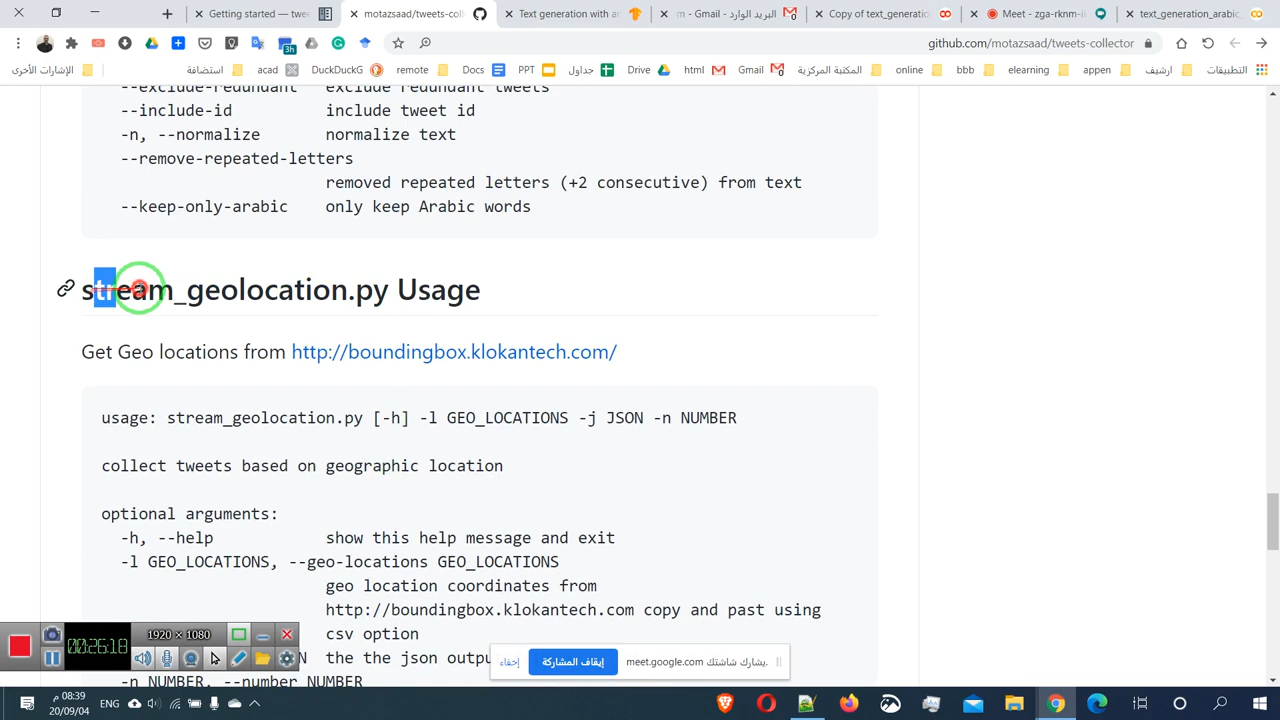 Getting started — twee
motazsaad/tweets-coll
Text generation with an
البريد الوارد - Gmail - m
Copy of text_generation
Meet - zga-rknm-i
text_generation_arabic_
3h
github.com/motazsaad/tweets-collector
التطبيقات
ارشيف
appen
elearning
bbb
online
المكتبة المركزية
Gmail
html
Drive
جداول
PPT
Docs
remote
DuckDuckG
acad
استضافة
الإشارات الأخرى
--exclude-redundant exclude redundant tweets
--include-id include tweet id
-n, --normalize normalize text
--remove-repeated-letters
removed repeated letters (+2 consecutive) from text
--keep-only-arabic only keep Arabic words
stream_geolocation.py Usage
Get Geo locations from http://boundingbox.klokantech.com/
usage: stream_geolocation.py [-h] -l GEO_LOCATIONS -j JSON -n NUMBER
collect tweets based on geographic location
optional arguments:
-h, --help show this help message and exit
-l GEO_LOCATIONS, --geo-locations GEO_LOCATIONS
geo location coordinates from
http://boundingbox.klokantech.com copy and past using
csv option
N the the json outpu
-n NUMBER, --number NUMBER
1920 × 1080
00:26:18
إخفاء
إيقاف المشاركة
يشارك شاشتك meet.google.com.
ENG
08:39 م
20/09/04